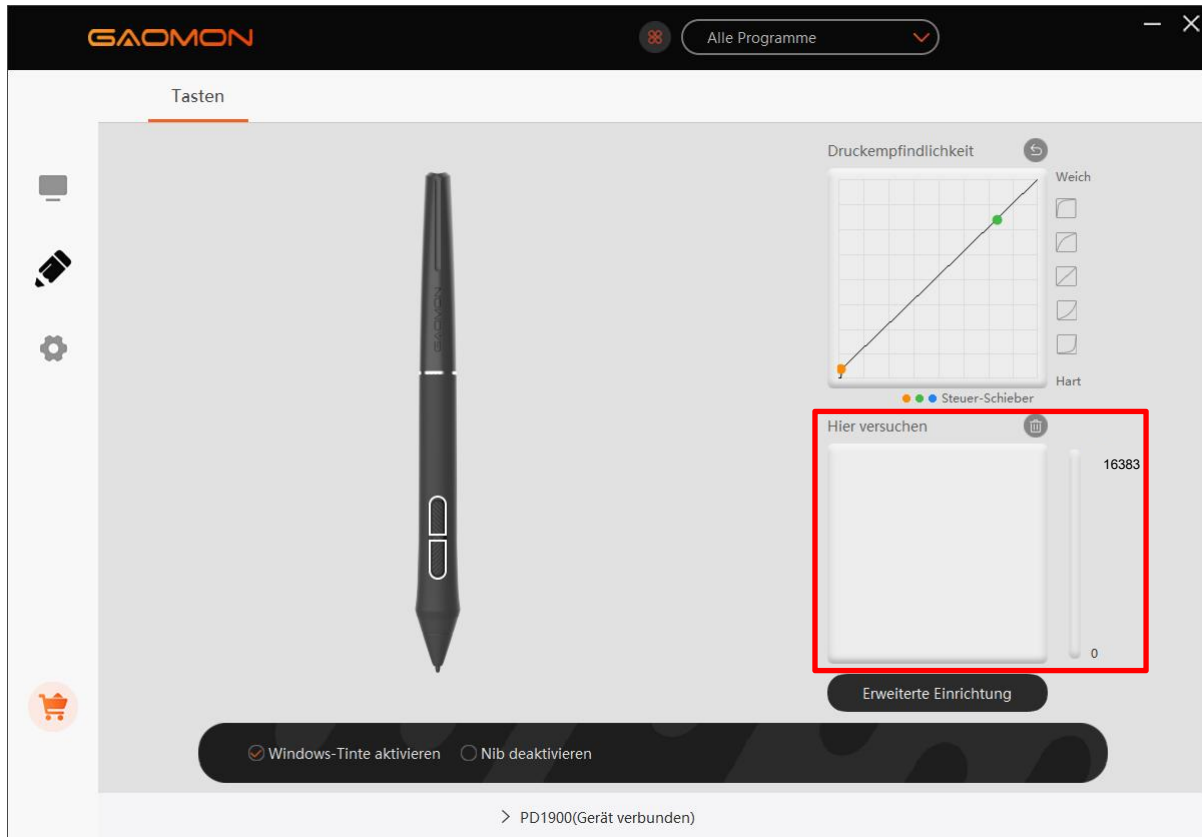 GAOMON
Alle Programme
Tasten
Druckempfindlichkeit
Weich
Hart
Steuer-Schieber
Hier versuchen
16383
0
Erweiterte Einrichtung
GAOMON
Windows-Tinte aktivieren
Nib deaktivieren
PD1900(Gerät verbunden)